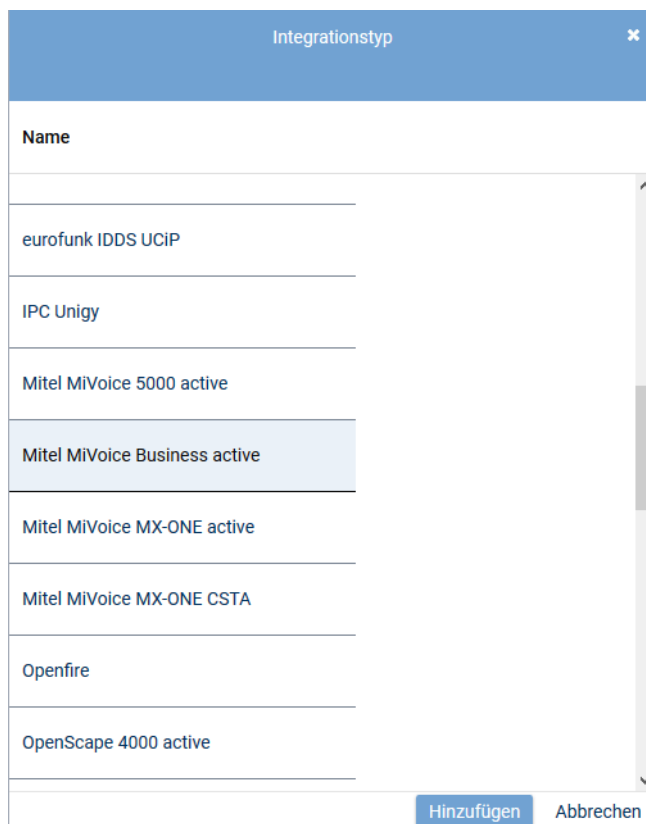 Integrationstyp
Name
eurofunk IDDS UCiP
IPC Unigy
Mitel MiVoice 5000 active
Mitel MiVoice Business active
Mitel MiVoice MX-ONE active
Mitel MiVoice MX-ONE CSTA
Openfire
OpenScape 4000 active
Hinzufügen Abbrechen